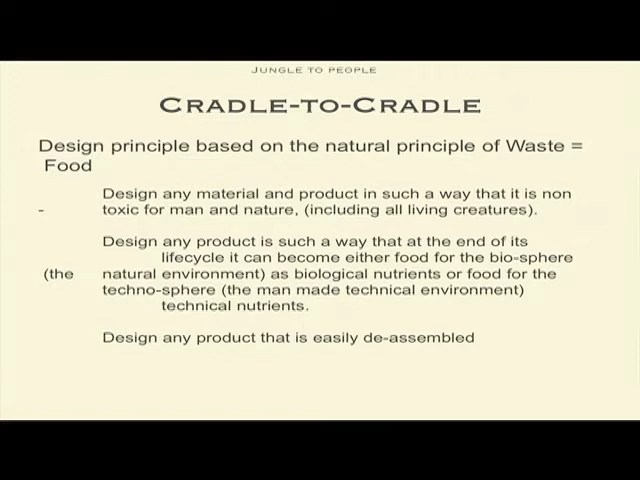 Jungle to people
Cradle-to-Cradle
Design principle based on the natural principle of Waste =
Food
Design any material and product in such a way that it is non
- toxic for man and nature, (including all living creatures).
Design any product is such a way that at the end of its
lifecycle it can become either food for the bio-sphere
(the natural environment) as biological nutrients or food for the
techno-sphere (the man made technical environment)
technical nutrients.
Design any product that is easily de-assembled